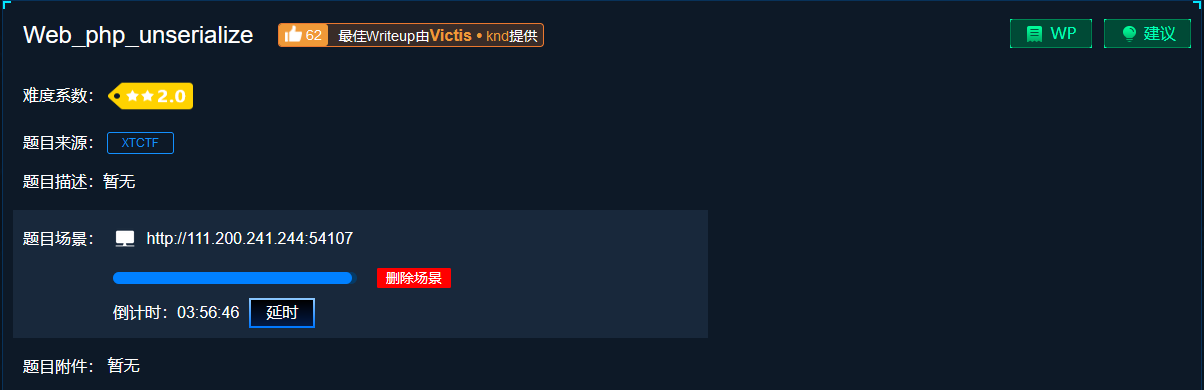 Web_php_unserialize 62 最佳Writeup由Victis • knd提供 WP 建议
难度系数： 2.0
题目来源： XTCTF
题目描述：暂无
题目场景： http://111.200.241.244:54107
删除场景
倒计时：03:56:46 延时
题目附件： 暂无